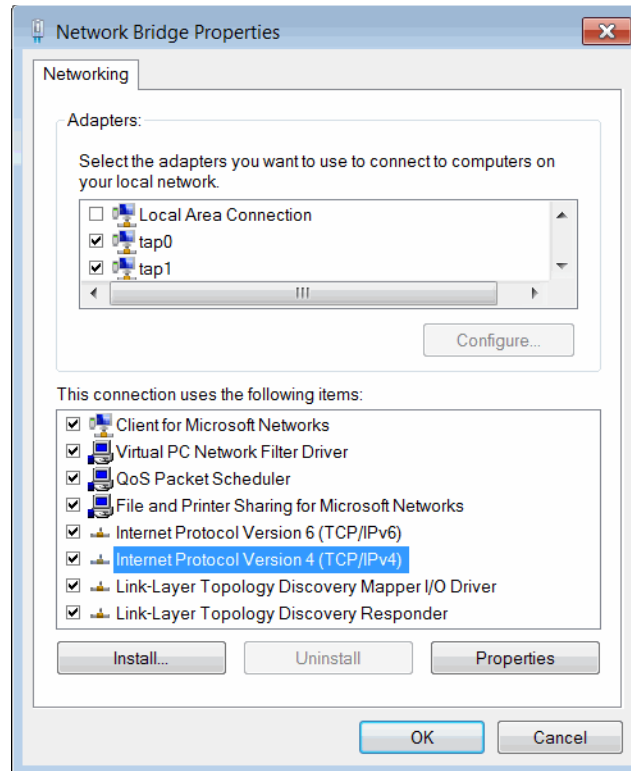 Network Bridge Properties
Networking
Adapters:
Select the adapters you want to use to connect to computers on
your local network.
Local Area Connection
tap0
tap1
Configure...
This connection uses the following items:
Client for Microsoft Networks
Virtual PC Network Filter Driver
QoS Packet Scheduler
File and Printer Sharing for Microsoft Networks
Internet Protocol Version 6 (TCP/IPv6)
Internet Protocol Version 4 (TCP/IPv4)
Link-Layer Topology Discovery Mapper I/O Driver
Link-Layer Topology Discovery Responder
Install... Uninstall Properties
OK Cancel